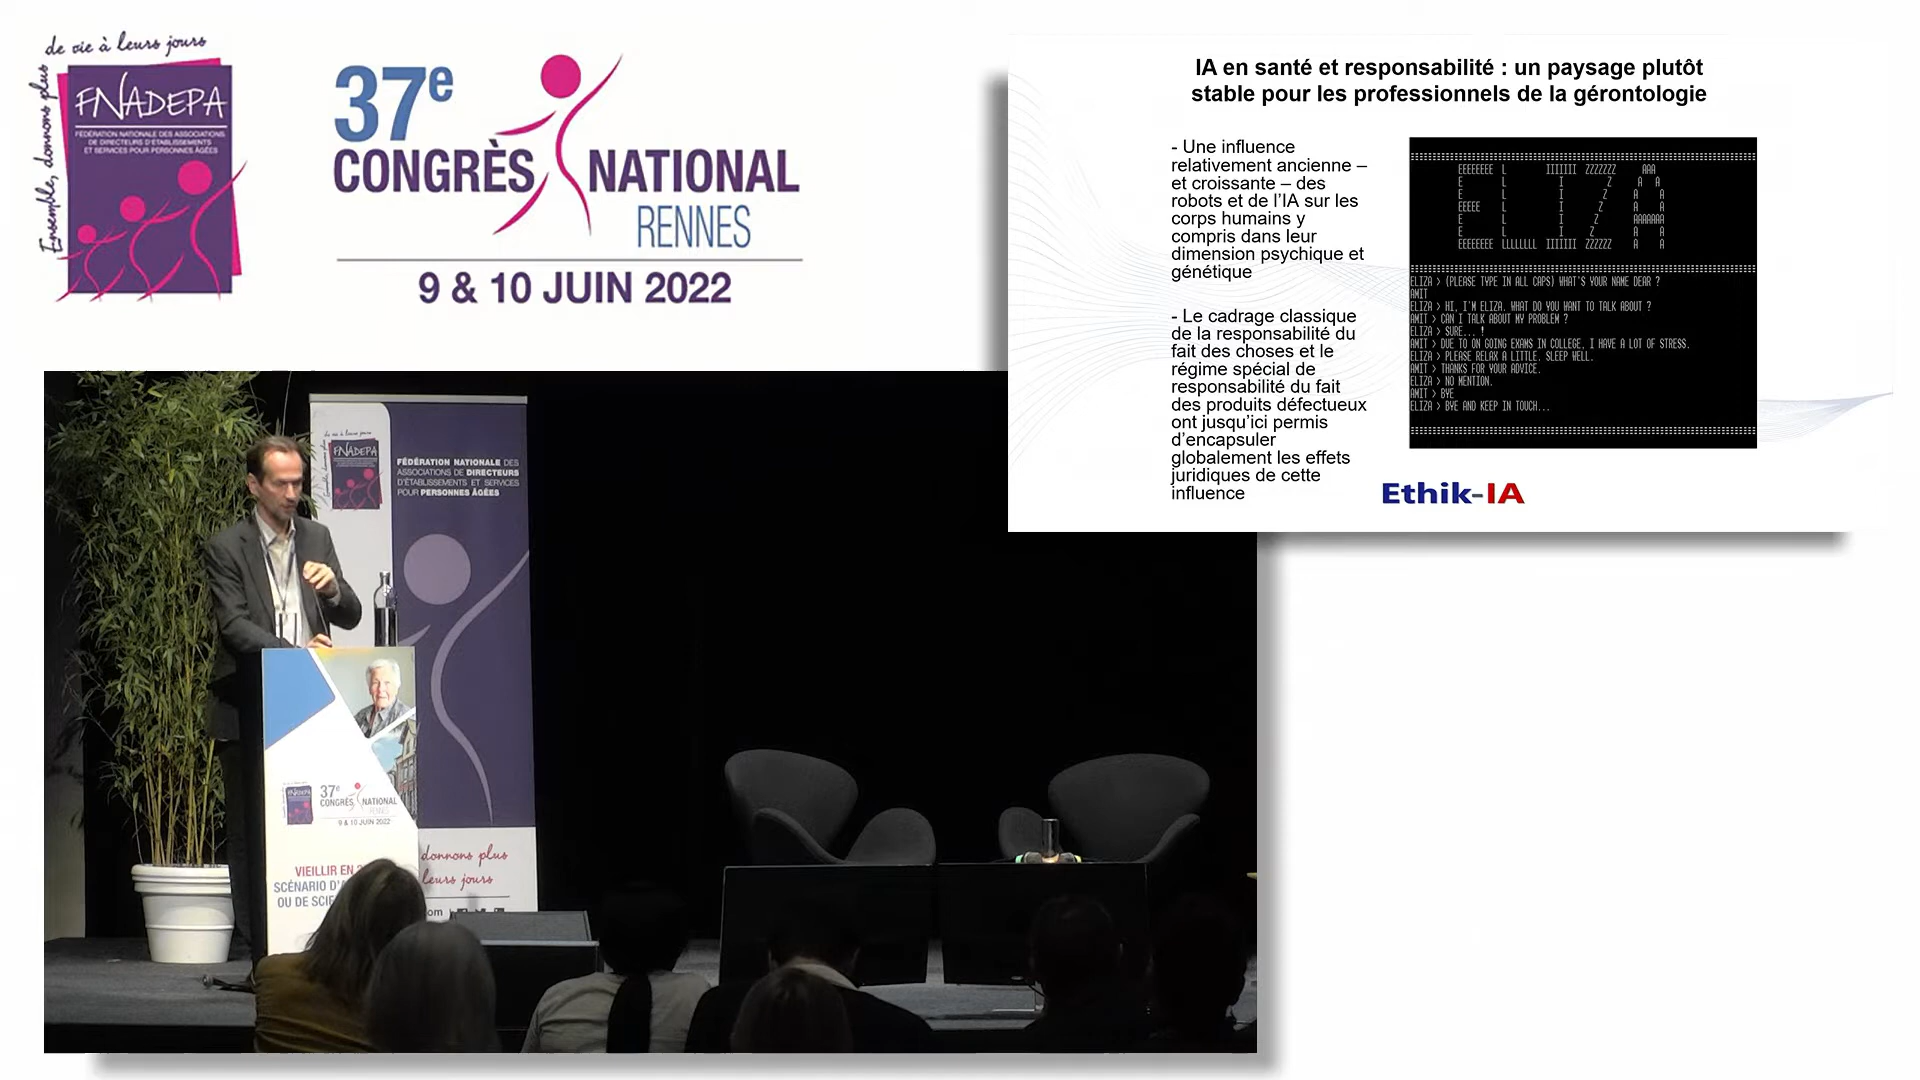 de vie à leurs jours
Ensemble, donnons plus
FNADEPA
FÉDÉRATION NATIONALE DES ASSOCIATIONS
DE DIRECTEURS D'ÉTABLISSEMENTS
ET SERVICES POUR PERSONNES ÂGÉES
37e
CONGRÈS NATIONAL
RENNES
9 & 10 JUIN 2022
IA en santé et responsabilité : un paysage plutôt
stable pour les professionnels de la gérontologie
- Une influence
relativement ancienne –
et croissante – des
robots et de l'IA sur les
corps humains y
compris dans leur
dimension psychique et
génétique
- Le cadrage classique
de la responsabilité du
fait des choses et le
régime spécial de
responsabilité du fait
des produits défectueux
ont jusqu'ici permis
d'encapsuler
globalement les effets
juridiques de cette
influence
ELIZA
ELIZA > (PLEASE TYPE IN ALL CAPS) WHAT'S YOUR NAME DEAR ?
AMIT
ELIZA > HI, I'M ELIZA. WHAT DO YOU WANT TO TALK ABOUT ?
AMIT > CAN I TALK ABOUT MY PROBLEM ?
ELIZA > SURE... !
AMIT > DUE TO ON GOING EXAMS IN COLLEGE, I HAVE A LOT OF STRESS.
ELIZA > PLEASE RELAX A LITTLE. SLEEP WELL.
AMIT > THANKS FOR YOUR ADVICE.
ELIZA > NO MENTION.
AMIT > BYE
ELIZA > BYE AND KEEP IN TOUCH...
Ethik-IA
de vie à leurs jours
FNADEPA
FÉDÉRATION NATIONALE DES
ASSOCIATIONS DE DIRECTEURS
D'ÉTABLISSEMENTS ET SERVICES
POUR PERSONNES ÂGÉES
37e
CONGRÈS NATIONAL
RENNES
9 & 10 JUIN 2022
VIEILLIR EN
SCÉNARIO D'A
OU DE SCIE
donnons plus
leurs jours
om